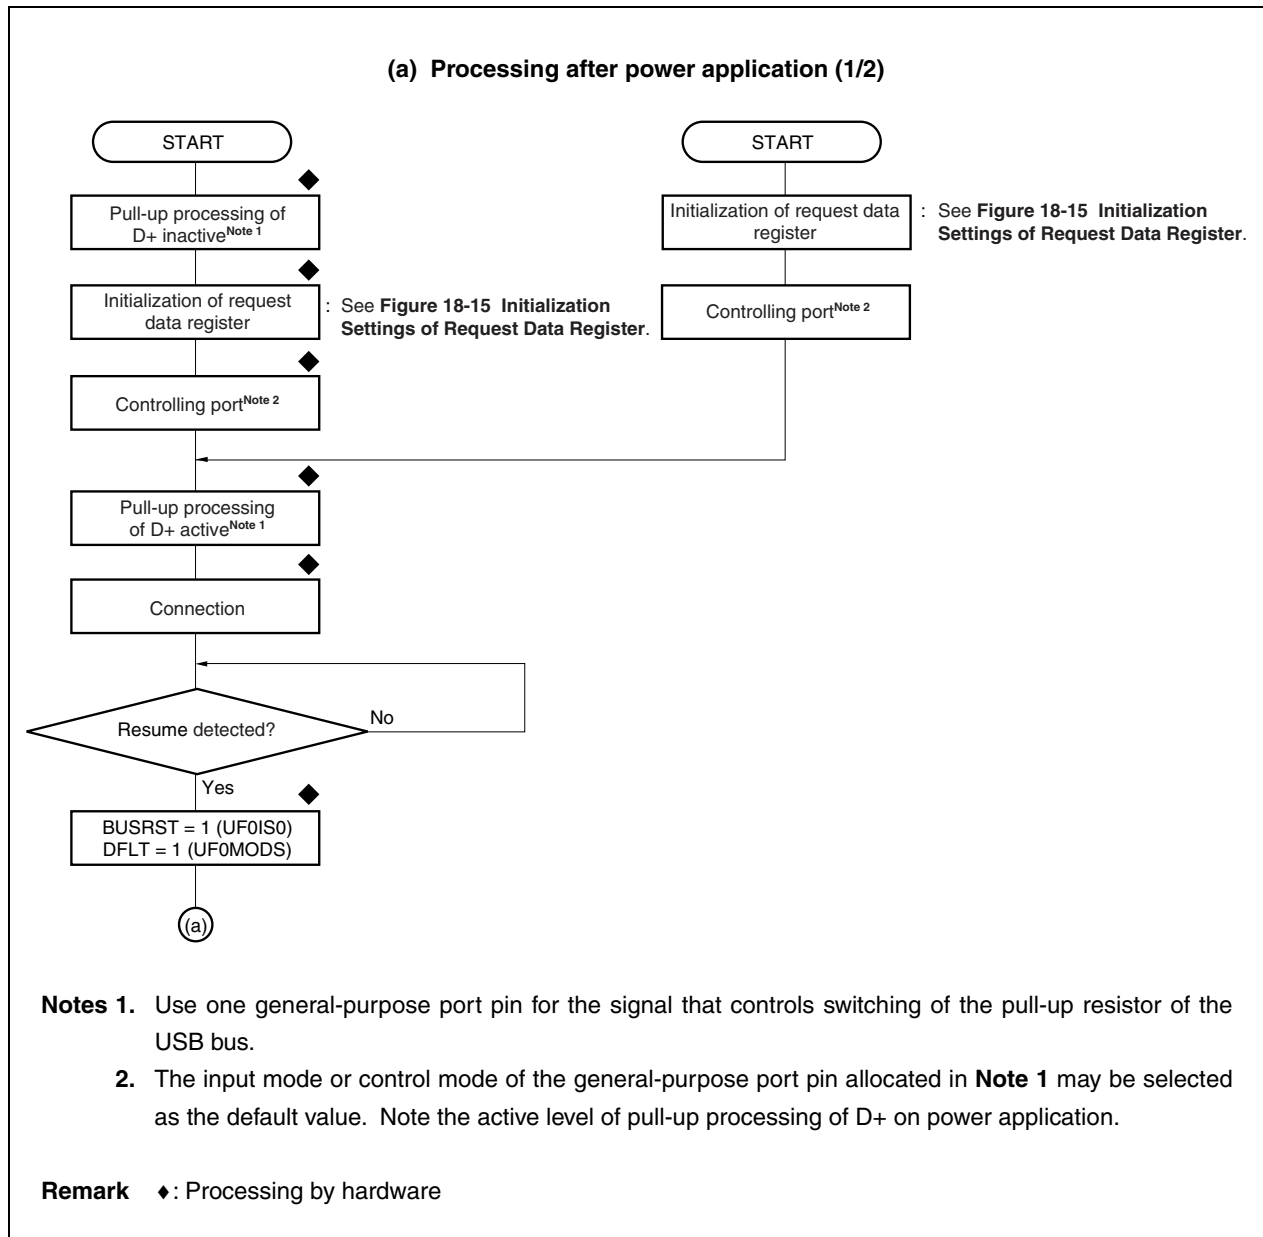 (a) Processing after power application (1/2)
START
Pull-up processing of
D+ inactiveNote 1
Initialization of request
data register
: See Figure 18-15 Initialization
Settings of Request Data Register.
Controlling portNote 2
START
Initialization of request data
register
: See Figure 18-15 Initialization
Settings of Request Data Register.
Controlling portNote 2
Pull-up processing
of D+ activeNote 1
Connection
Resume detected?
No
Yes
BUSRST = 1 (UF0IS0)
DFLT = 1 (UF0MODS)
(a)
Notes 1. Use one general-purpose port pin for the signal that controls switching of the pull-up resistor of the
USB bus.
2. The input mode or control mode of the general-purpose port pin allocated in Note 1 may be selected
as the default value. Note the active level of pull-up processing of D+ on power application.
Remark ♦: Processing by hardware